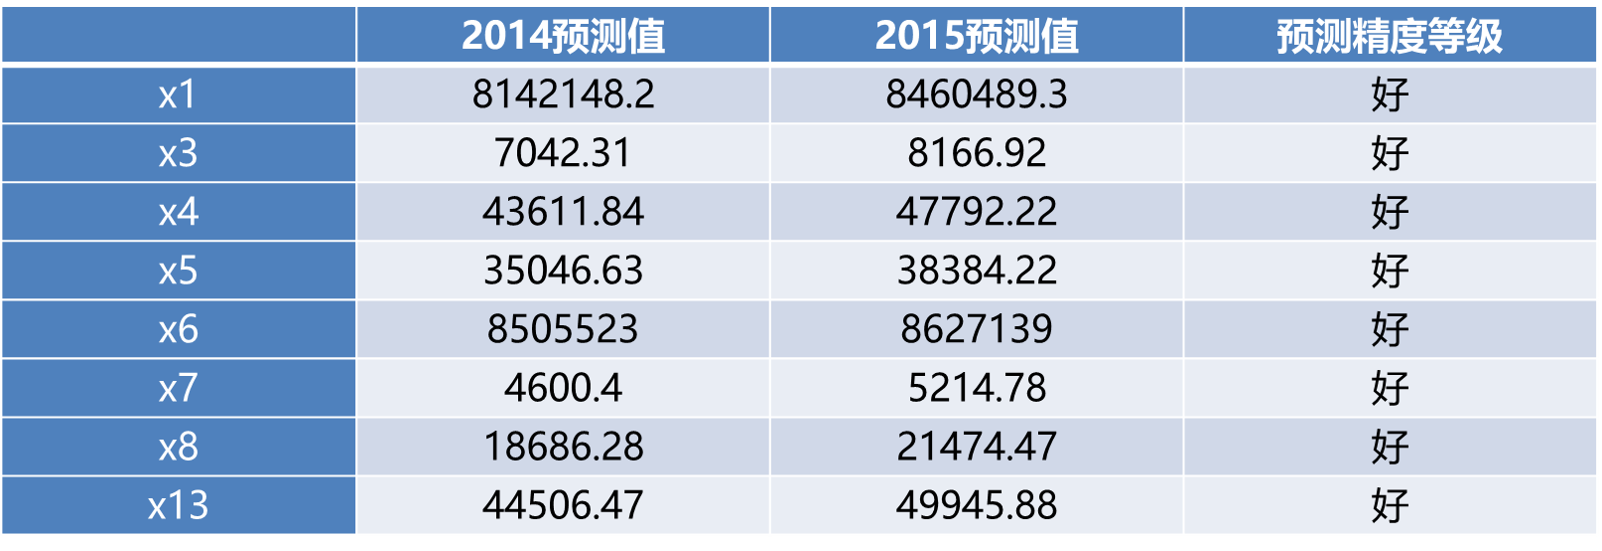 2014预测值 2015预测值 预测精度等级
x1 8142148.2 8460489.3 好
x3 7042.31 8166.92 好
x4 43611.84 47792.22 好
x5 35046.63 38384.22 好
x6 8505523 8627139 好
x7 4600.4 5214.78 好
x8 18686.28 21474.47 好
x13 44506.47 49945.88 好